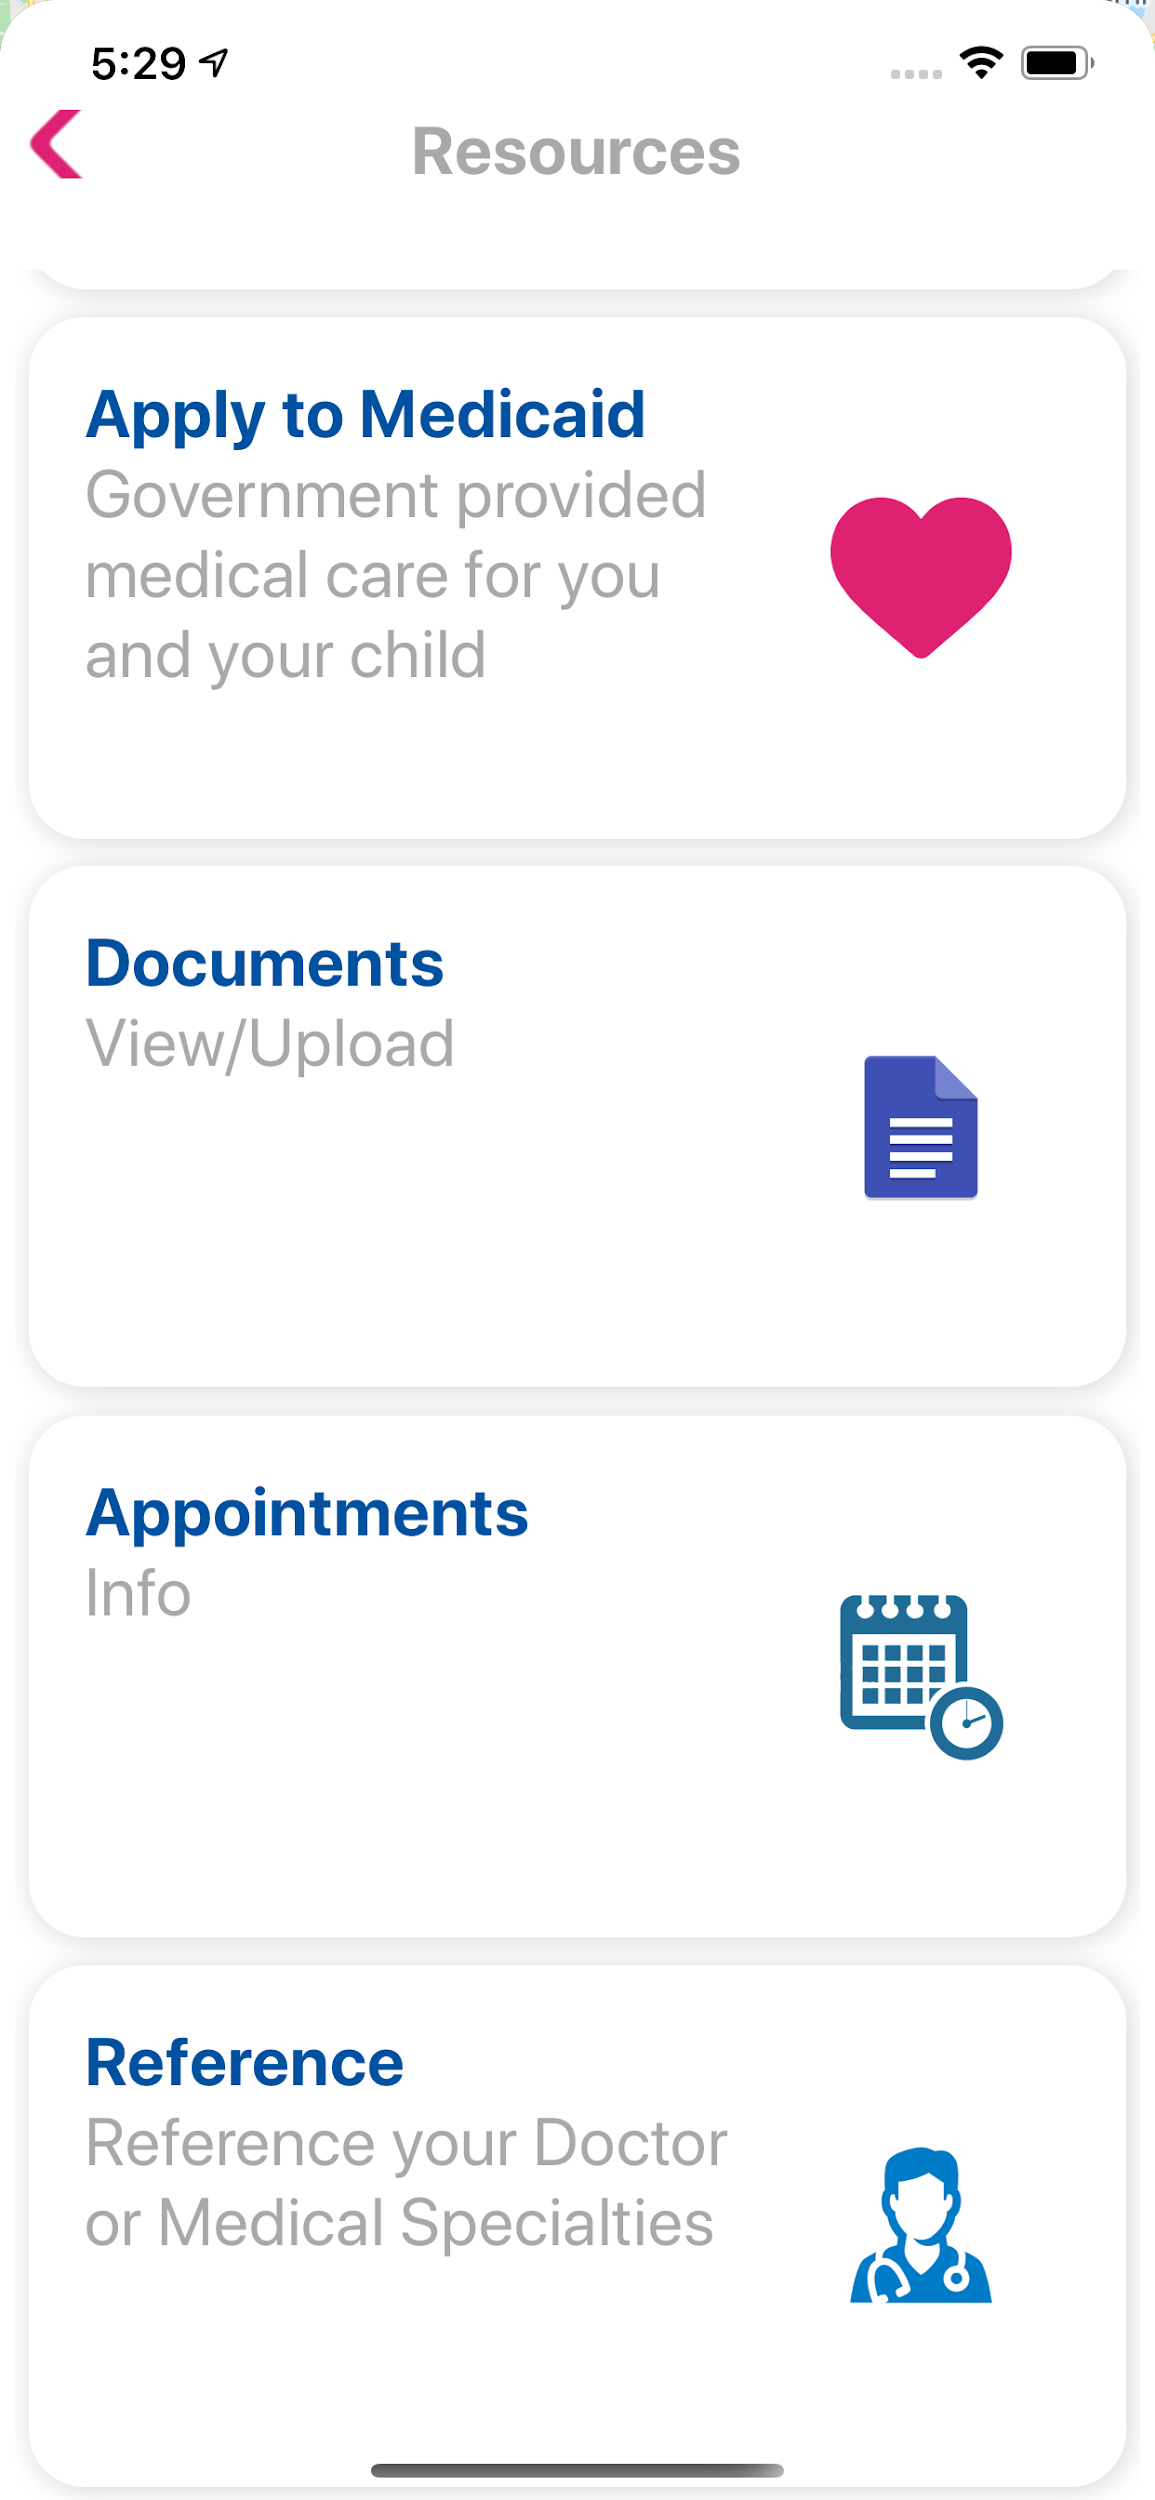 5:29
Resources
Apply to Medicaid
Government provided
medical care for you
and your child
Documents
View/Upload
Appointments
Info
Reference
Reference your Doctor
or Medical Specialties